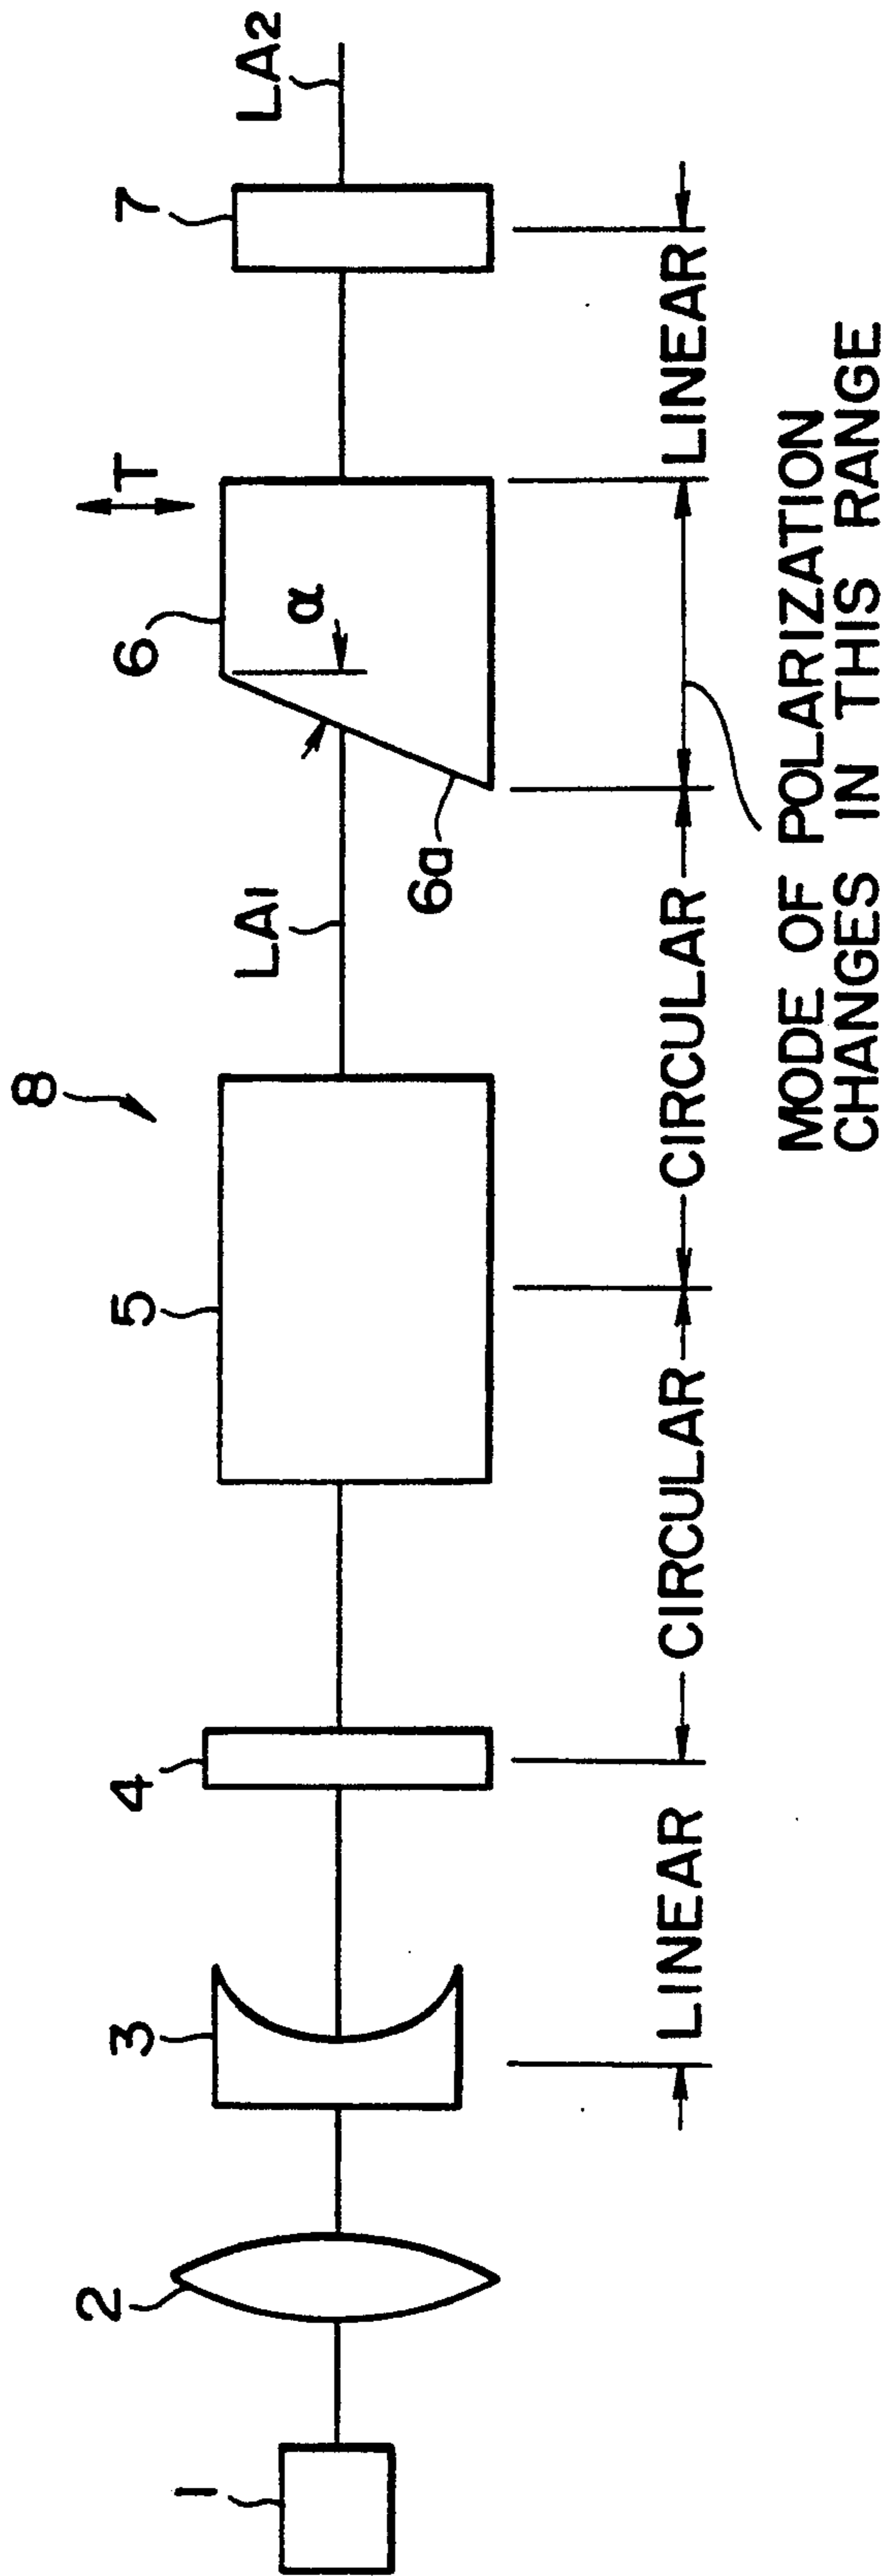 8
1
2
3
4
5
6
7
T
α
LA1
6a
LA2
LINEAR
CIRCULAR
CIRCULAR
LINEAR
MODE OF POLARIZATION
CHANGES IN THIS RANGE